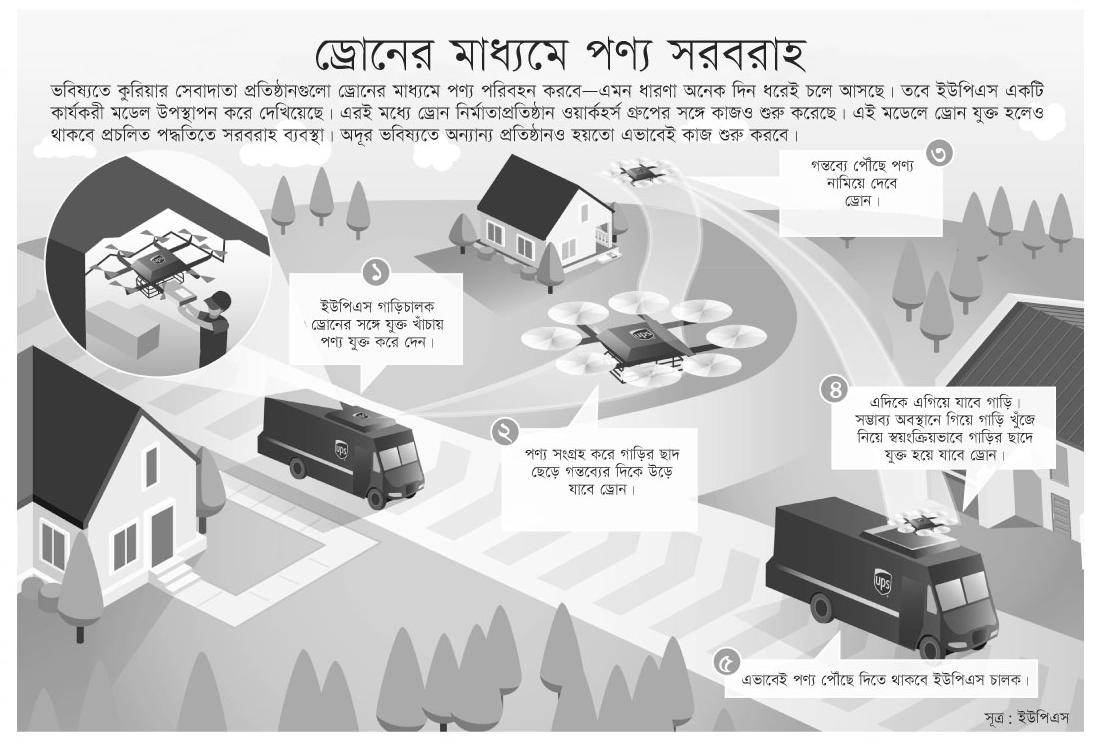 ড্রোনের মাধ্যমে পণ্য সরবরাহ
ভবিষ্যতে কুরিয়ার সেবাদাতা প্রতিষ্ঠানগুলো ড্রোনের মাধ্যমে পণ্য পরিবহন করবে—এমন ধারণা অনেক দিন ধরেই চলে আসছে। তবে ইউপিএস একটি
কার্যকরী মডেল উপস্থাপন করে দেখিয়েছে। এরই মধ্যে ড্রোন নির্মাতাপ্রতিষ্ঠান ওয়ার্কহর্স গ্রুপের সঙ্গে কাজও শুরু করেছে। এই মডেলে ড্রোন যুক্ত হলেও
থাকবে প্রচলিত পদ্ধতিতে সরবরাহ ব্যবস্থা। অদূর ভবিষ্যতে অন্যান্য প্রতিষ্ঠানও হয়তো এভাবেই কাজ শুরু করবে।
১
ইউপিএস গাড়িচালক
ড্রোনের সঙ্গে যুক্ত খাঁচায়
পণ্য যুক্ত করে দেন।
ups
২
পণ্য সংগ্রহ করে গাড়ির ছাদ
ছেড়ে গন্তব্যের দিকে উড়ে
যাবে ড্রোন।
ups
৩
গন্তব্যে পৌঁছে পণ্য
নামিয়ে দেবে
ড্রোন।
৪
এদিকে এগিয়ে যাবে গাড়ি।
সম্ভাব্য অবস্থানে গিয়ে গাড়ি খুঁজে
নিয়ে স্বয়ংক্রিয়ভাবে গাড়ির ছাদে
যুক্ত হয়ে যাবে ড্রোন।
ups
৫
এভাবেই পণ্য পৌঁছে দিতে থাকবে ইউপিএস চালক।
সূত্র : ইউপিএস